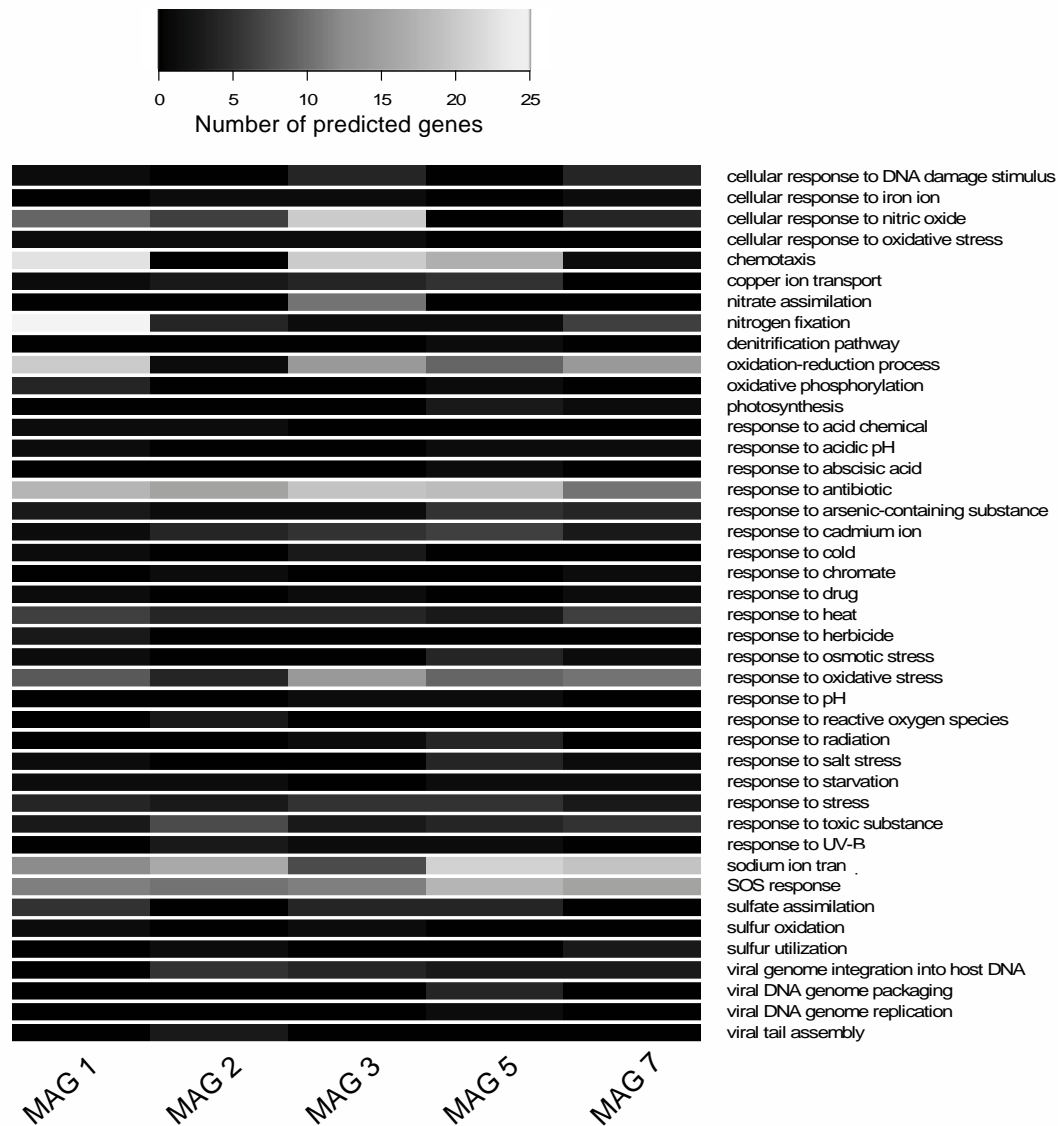 0 5 10 15 20 25
Number of predicted genes
cellular response to DNA damage stimulus
cellular response to iron ion
cellular response to nitric oxide
cellular response to oxidative stress
chemotaxis
copper ion transport
nitrate assimilation
nitrogen fixation
denitrification pathway
oxidation-reduction process
oxidative phosphorylation
photosynthesis
response to acid chemical
response to acidic pH
response to abscisic acid
response to antibiotic
response to arsenic-containing substance
response to cadmium ion
response to cold
response to chromate
response to drug
response to heat
response to herbicide
response to osmotic stress
response to oxidative stress
response to pH
response to reactive oxygen species
response to radiation
response to salt stress
response to starvation
response to stress
response to toxic substance
response to UV-B
sodium ion tran
SOS response
sulfate assimilation
sulfur oxidation
sulfur utilization
viral genome integration into host DNA
viral DNA genome packaging
viral DNA genome replication
viral tail assembly
MAG 1 MAG 2 MAG 3 MAG 5 MAG 7